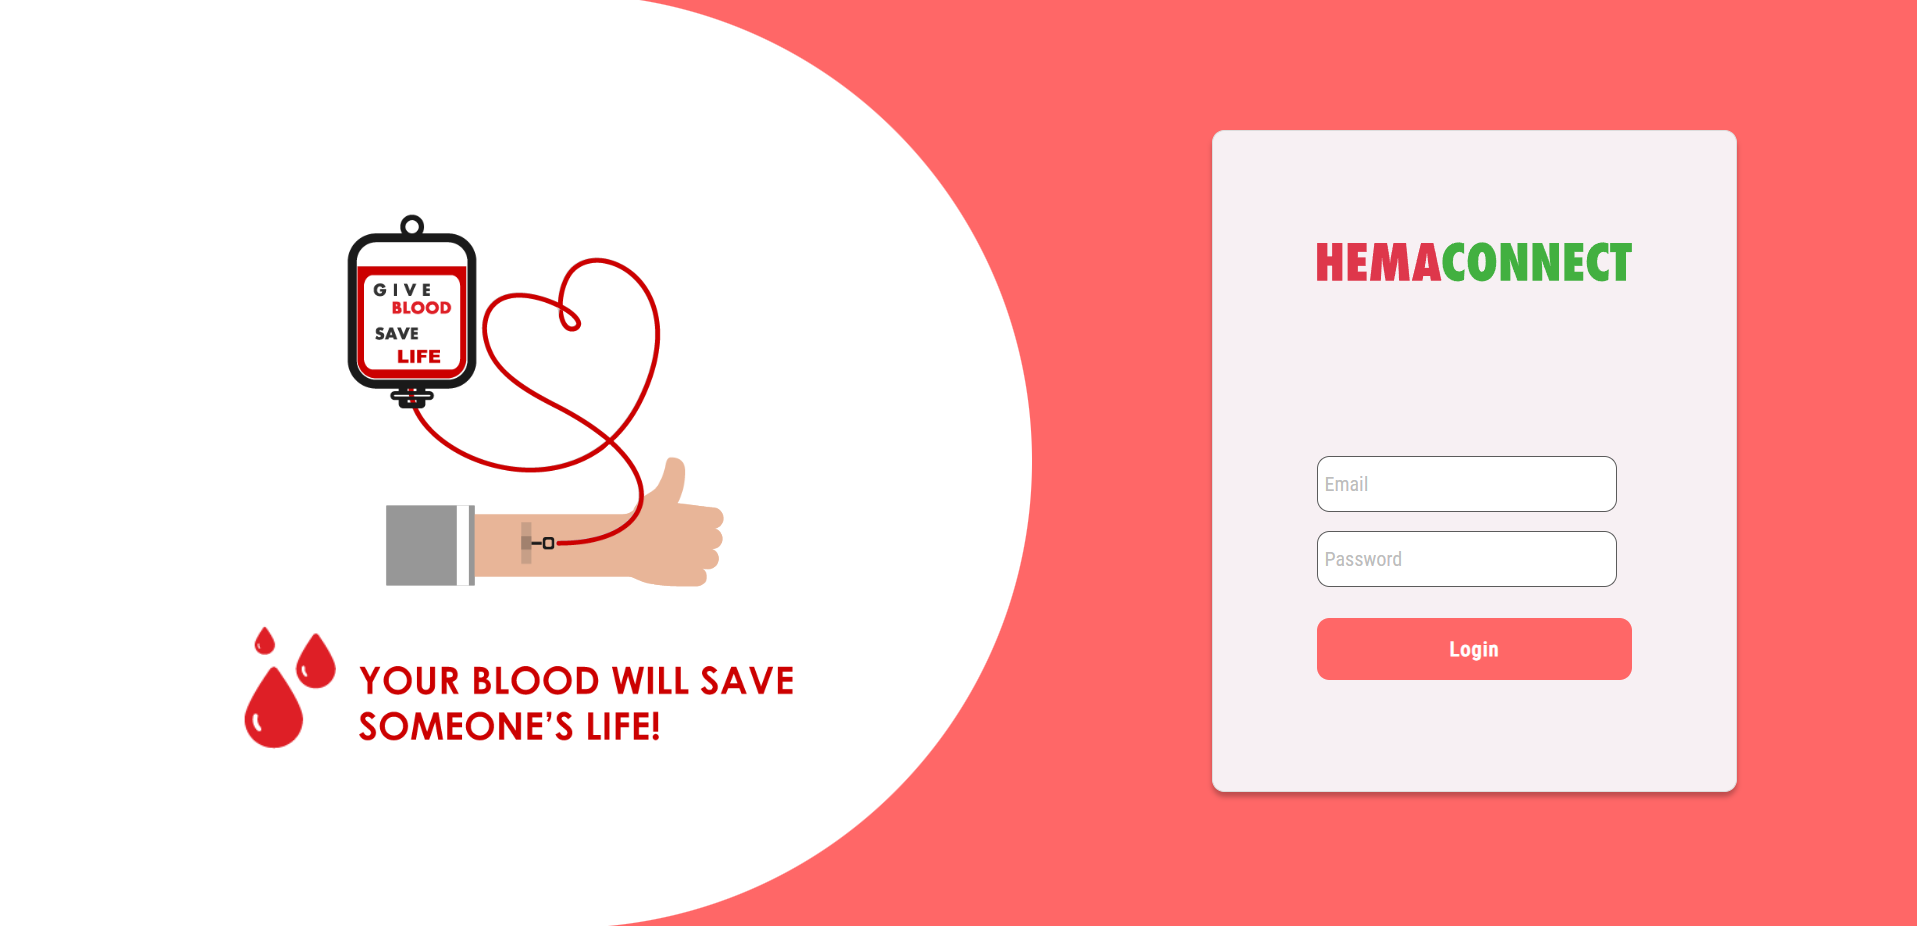 GIVE
BLOOD
SAVE
LIFE
YOUR BLOOD WILL SAVE
SOMEONE’S LIFE!
HEMACONNECT
Email
Password
Login